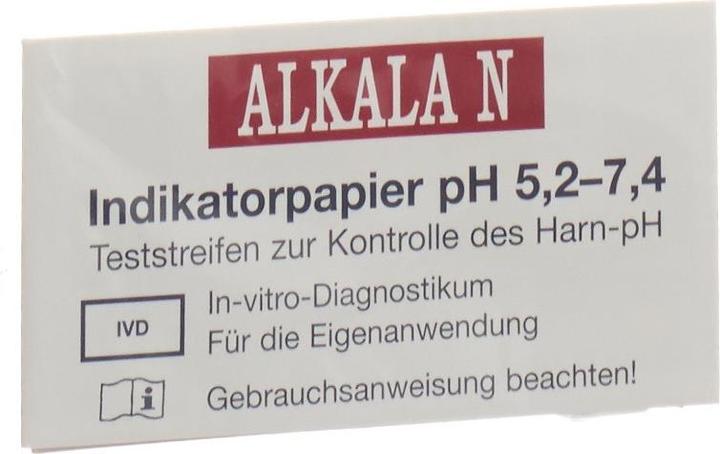 ALKALA N
Indikatorpapier pH 5,2–7,4
Teststreifen zur Kontrolle des Harn-pH
In-vitro-Diagnostikum
IVD
Für die Eigenanwendung
i
Gebrauchsanweisung beachten!